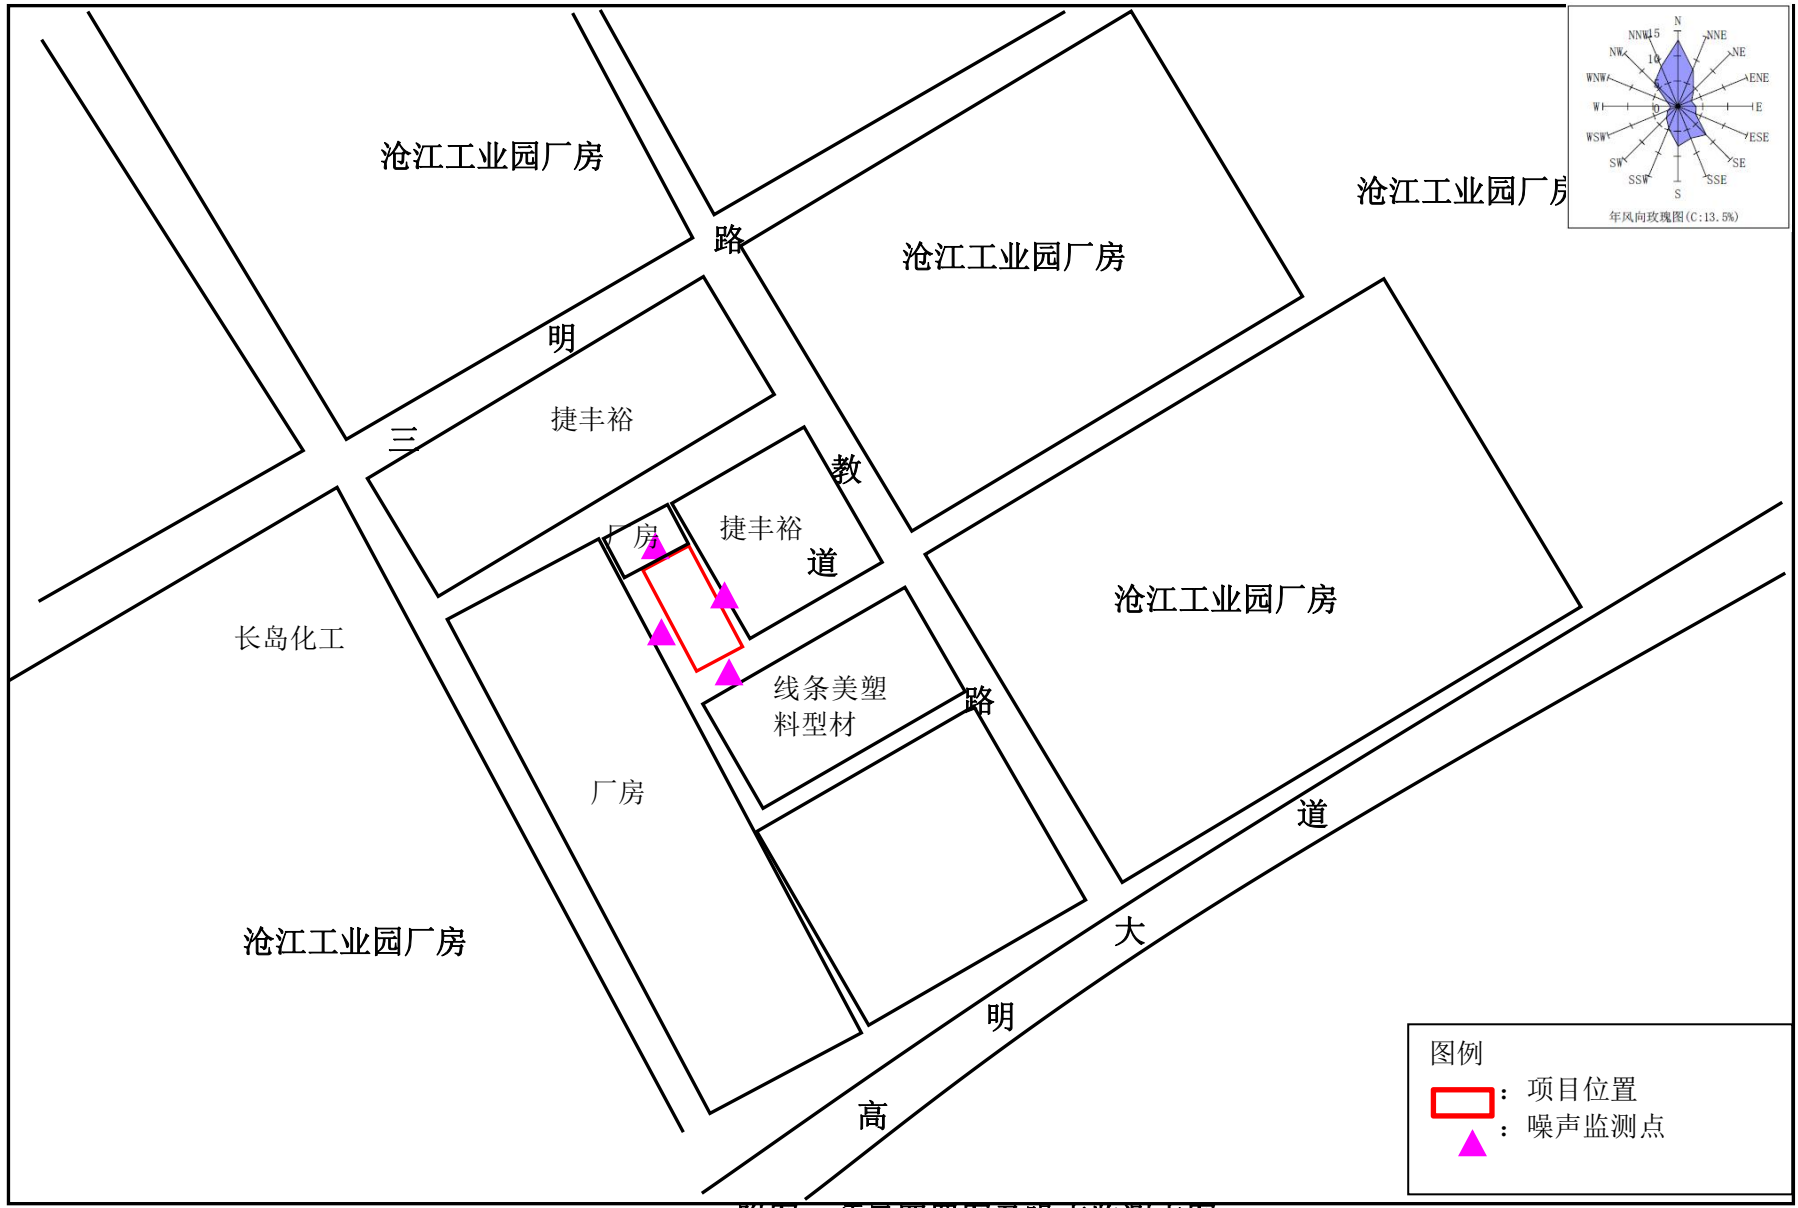 N
NNW
15
NNE
NW
10
NE
WNW
5
ENE
W
0
E
WSW
ESE
SW
SE
SSW
SSE
S
年风向玫瑰图(C:13.5%)
沧江工业园厂房
沧江工业园厂
沧江工业园厂房
路
明
三
捷丰裕
教
捷丰裕
厂房
道
沧江工业园厂房
长岛化工
线条美塑
料型材
路
厂房
道
大
沧江工业园厂房
明
高
图例
：项目位置
：噪声监测点